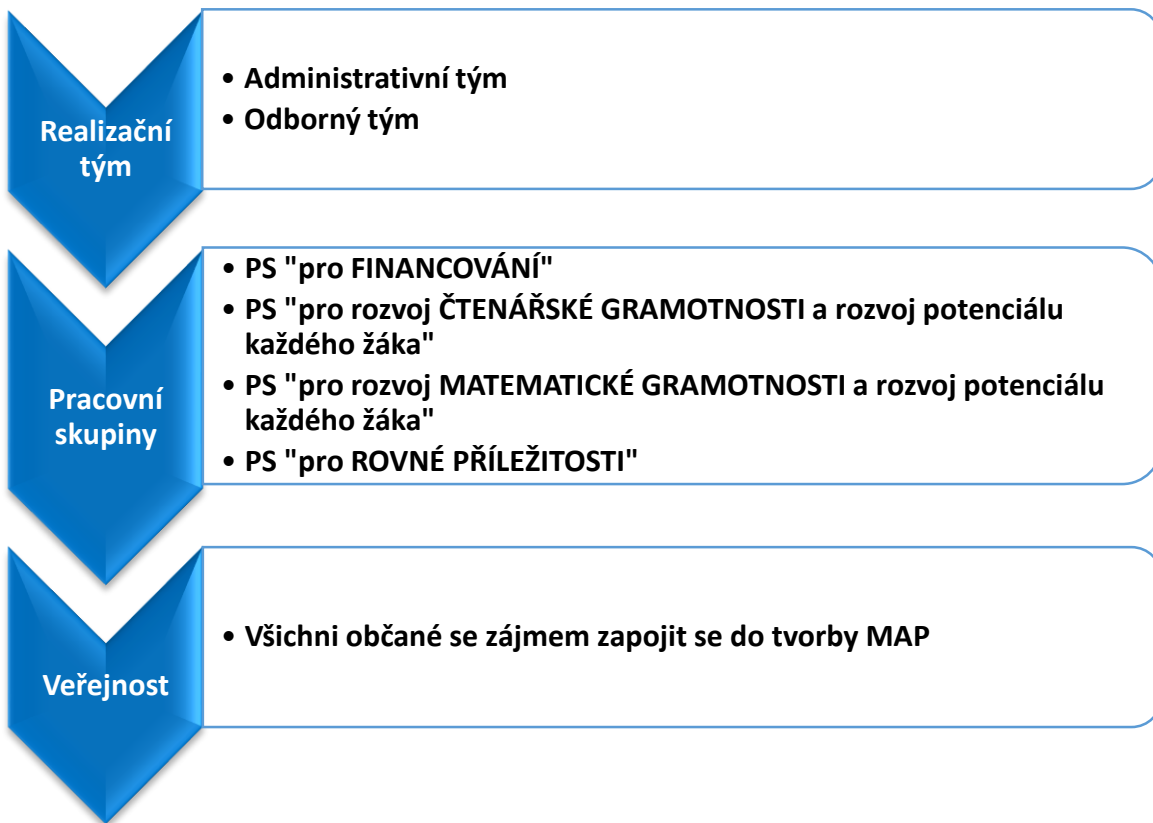 Realizační
tým
• Administrativní tým
• Odborný tým
Pracovní
skupiny
• PS "pro FINANCOVÁNÍ"
• PS "pro rozvoj ČTENÁŘSKÉ GRAMOTNOSTI a rozvoj potenciálu
každého žáka"
• PS "pro rozvoj MATEMATICKÉ GRAMOTNOSTI a rozvoj potenciálu
každého žáka"
• PS "pro ROVNÉ PŘÍLEŽITOSTI"
Veřejnost
• Všichni občané se zájmem zapojit se do tvorby MAP